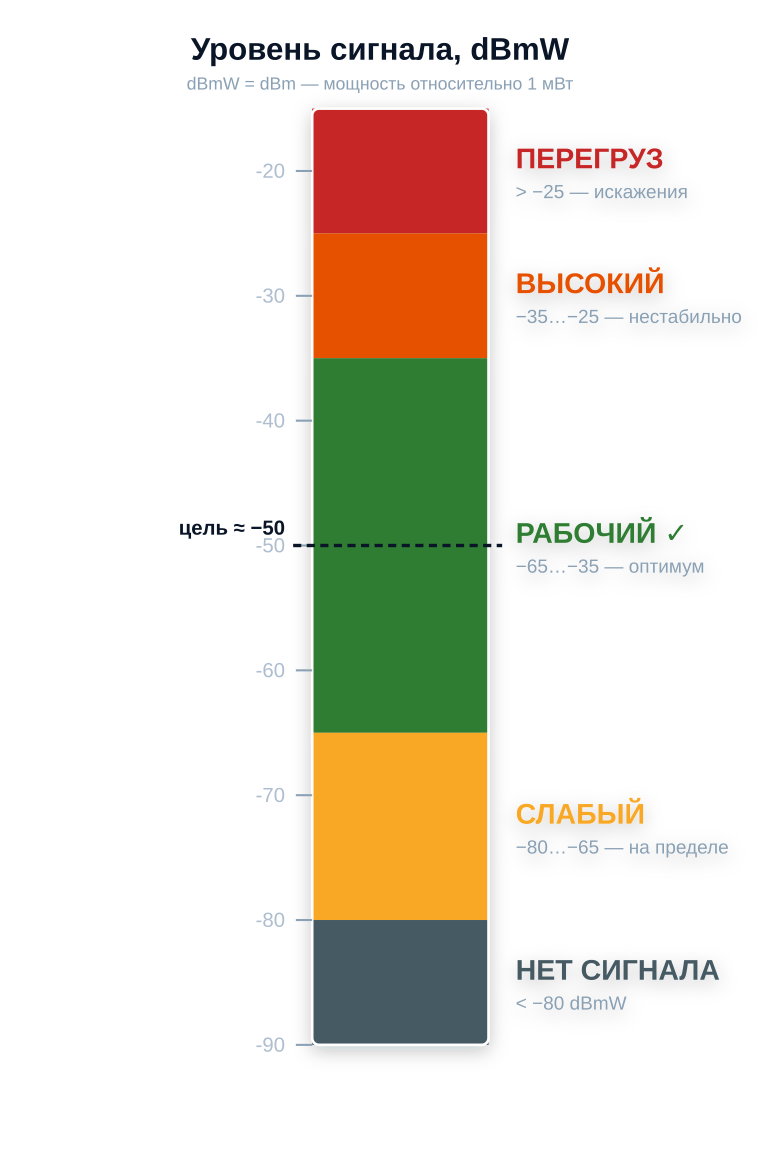 Уровень сигнала, dBmW
dBmW = dBm — мощность относительно 1 мВт
ПЕРЕГРУЗ
-20
> −25 — искажения
ВЫСОКИЙ
-30
−35…−25 — нестабильно
-40
цель ≈ −50
РАБОЧИЙ ✓
-50
−65…−35 — оптимум
-60
-70
СЛАБЫЙ
−80…−65 — на пределе
-80
НЕТ СИГНАЛА
< −80 dBmW
-90